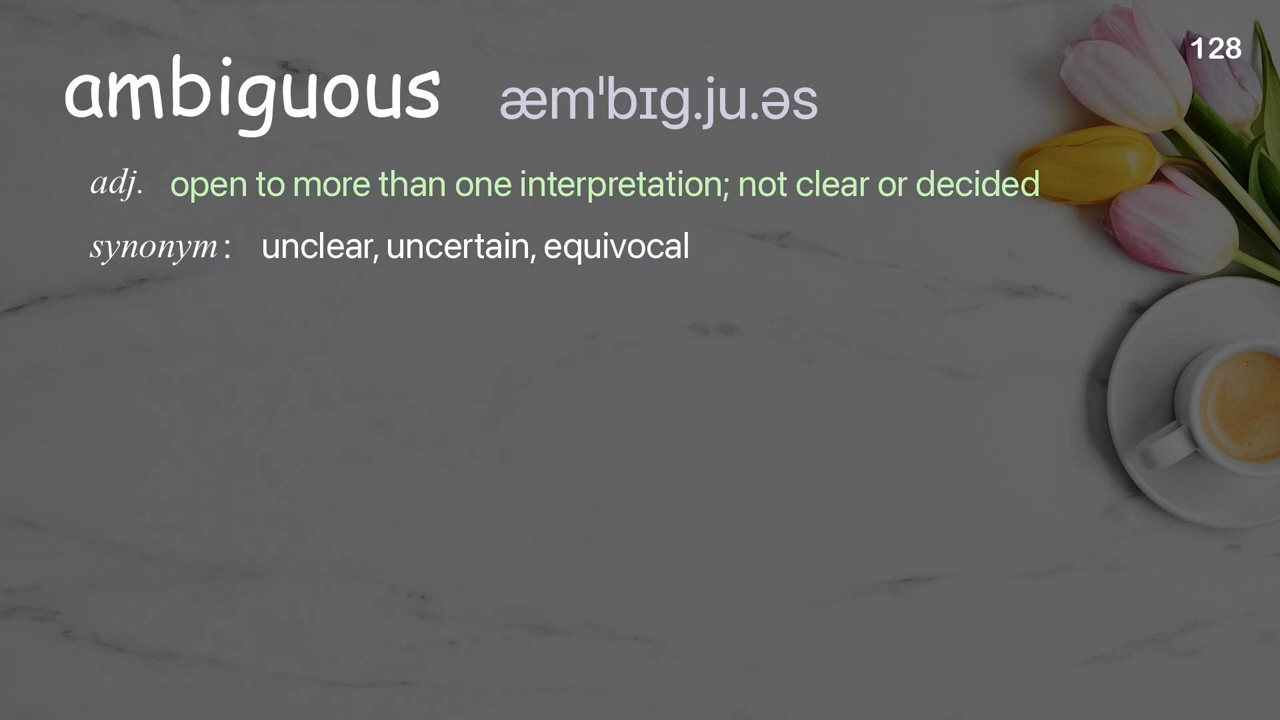 128
ambiguous æmˈbɪg.ju.əs
adj. open to more than one interpretation; not clear or decided
synonym: unclear, uncertain, equivocal